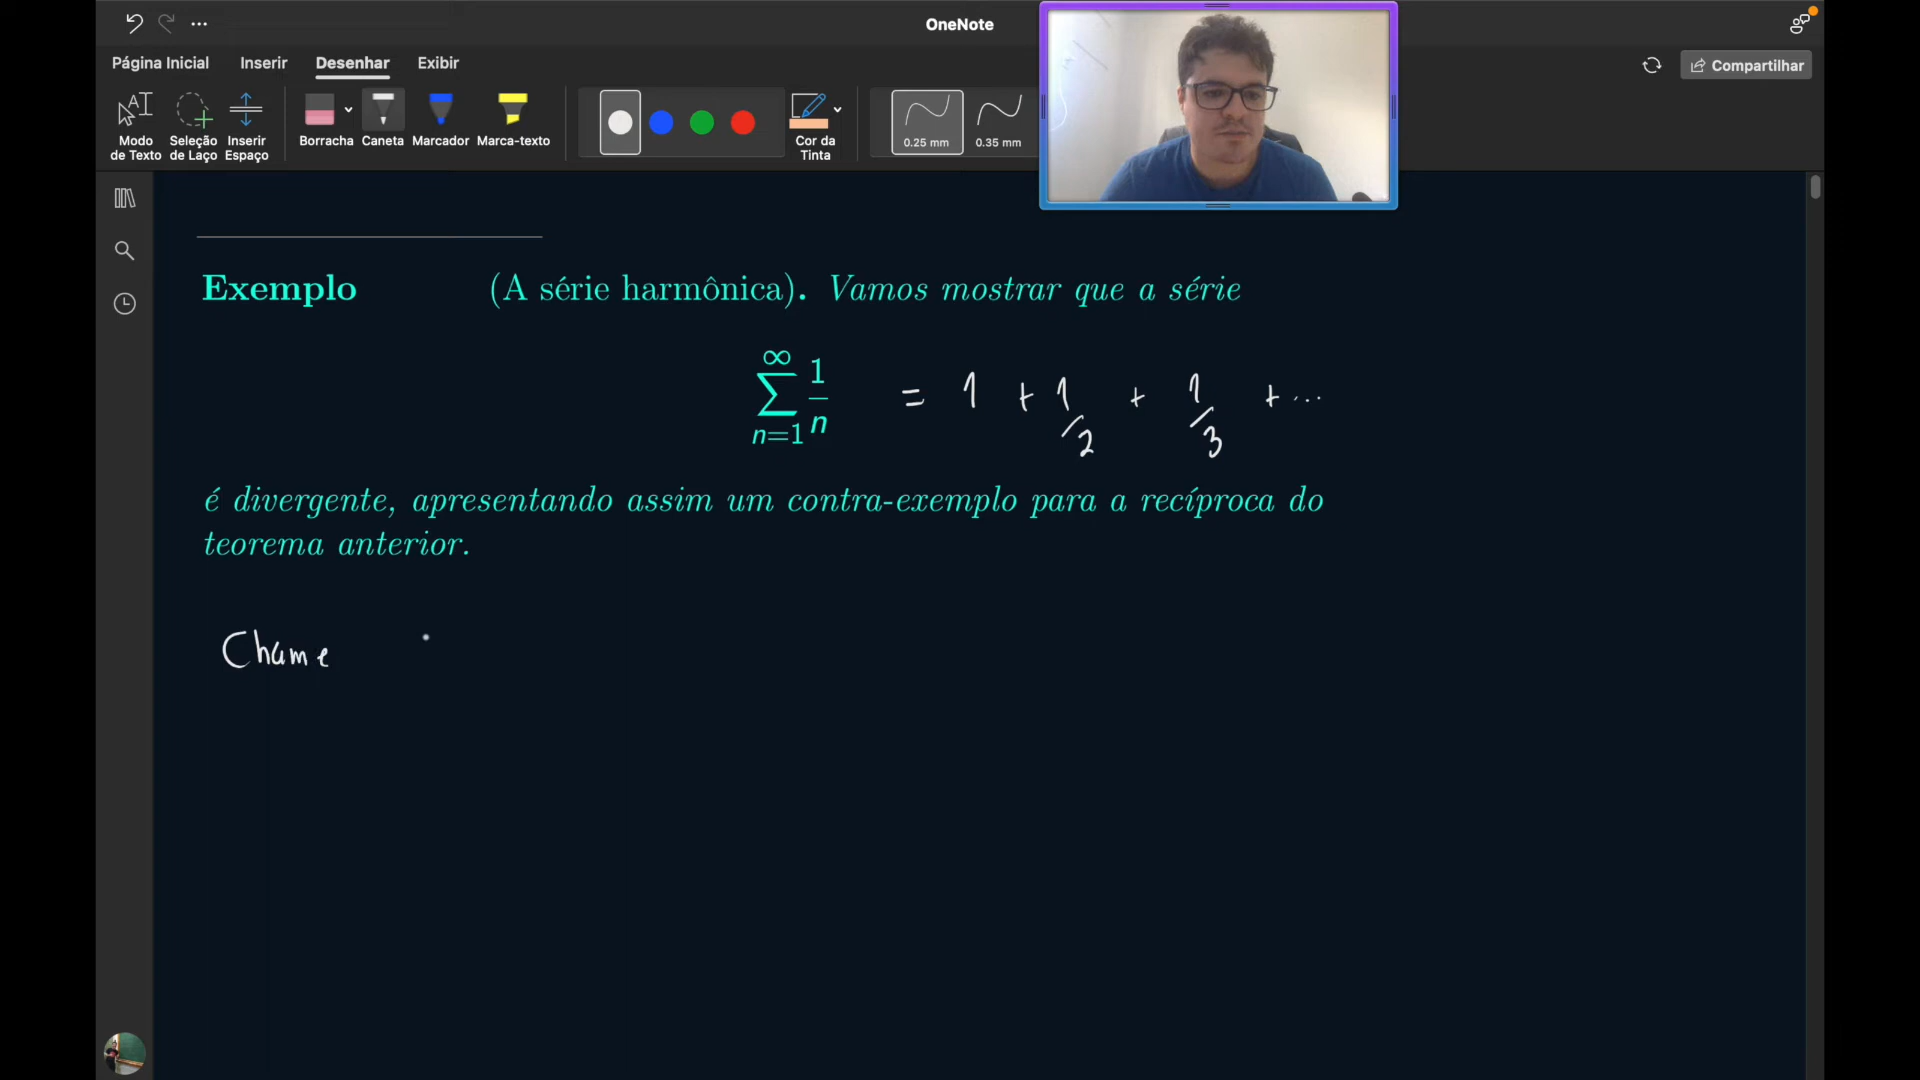 OneNote
Página Inicial Inserir Desenhar Exibir
Compartilhar
Modo de Texto
Seleção de Laço
Inserir Espaço
Borracha
Caneta
Marcador
Marca-texto
Cor da Tinta
0.25 mm
0.35 mm
Exemplo (A série harmônica). Vamos mostrar que a série
∑_{n=1}^{∞} 1/n = 1 + 1/2 + 1/3 + ...
é divergente, apresentando assim um contra-exemplo para a recíproca do
teorema anterior.
Chame